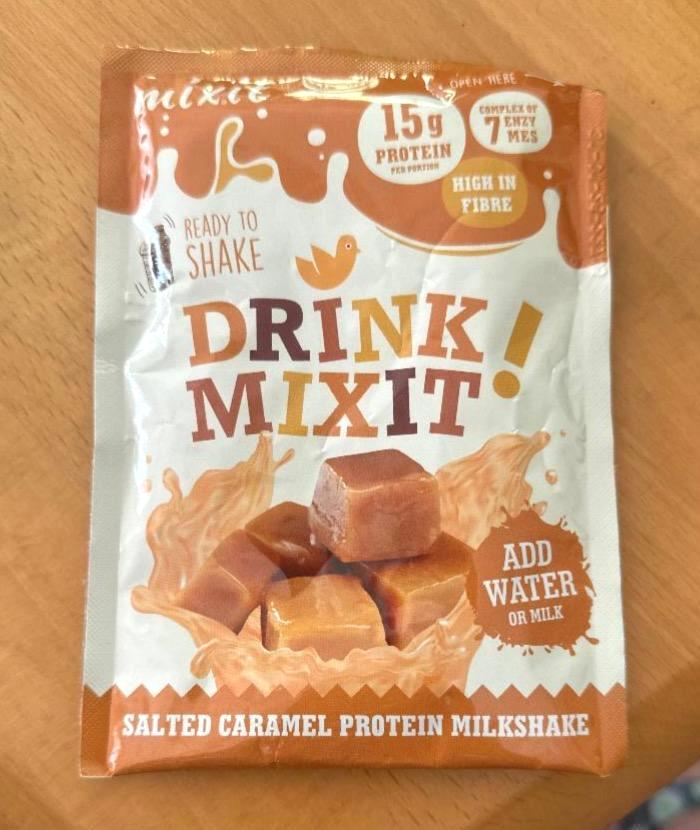 mixit
OPEN HERE
15g
PROTEIN
PER PORTION
COMPLEX OF
7 ENZY
MES
HIGH IN
FIBRE
READY TO
SHAKE
DRINK
MIXIT!
ADD
WATER
OR MILK
SALTED CARAMEL PROTEIN MILKSHAKE